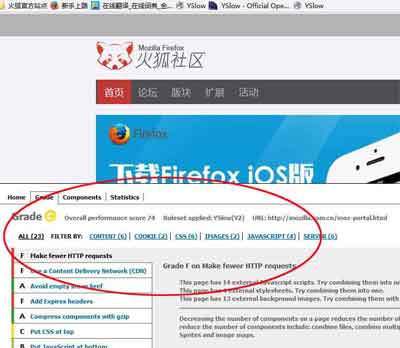 火狐官方站点 新手上路 在线翻译_在线词典_金... YSlow YSlow - Official Ope... YSlow
Mozilla Firefox
火狐社区
首页 论坛 版块 扩展 活动
Firefox
下载Firefox iOS版
Home Grade Components Statistics
Grade C Overall performance score 74 Ruleset applied: YSlow(V2) URL: http://mozilla.com.cn/moz-portal.html
ALL (23) FILTER BY: CONTENT (6) COOKIE (2) CSS (6) IMAGES (2) JAVASCRIPT (4) SERVER (6)
F Make fewer HTTP requests
F Use a Content Delivery Network (CDN)
A Avoid empty src or href
F Add Expires headers
A Compress components with gzip
C Put CSS at top
B Put JavaScript at bottom
Grade F on Make fewer HTTP requests
This page has 14 external Javascript scripts. Try combining them into one.
This page has 4 external stylesheets. Try combining them into one.
This page has 13 external background images. Try combining them with
Decreasing the number of components on a page reduces the number of
reduce the number of components include: combine files, combine multiple
Sprites and image maps.